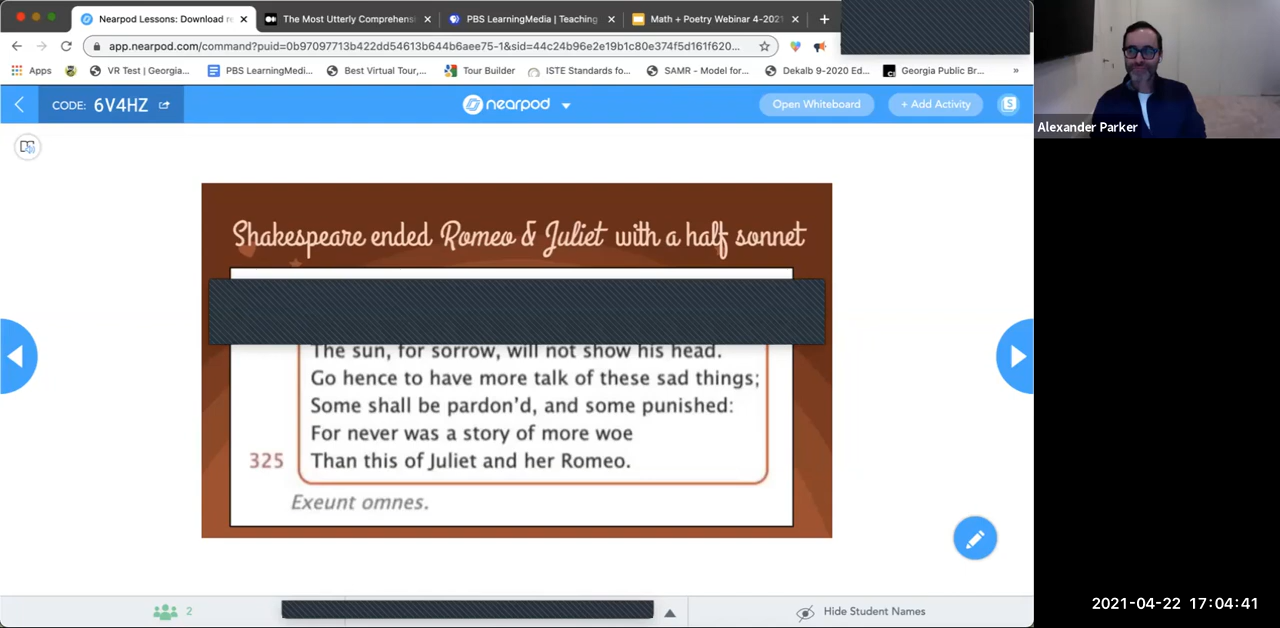 Nearpod Lessons: Download re
The Most Utterly Comprehens
PBS LearningMedia | Teaching
Math + Poetry Webinar 4-2021
app.nearpod.com/command?puid=0b97097713b422dd54613b644b6aee75-1&sid=44c24b96e2e19b1c80e374f5d161f620...
Apps
VR Test | Georgia...
PBS LearningMedi...
Best Virtual Tour,...
Tour Builder
ISTE Standards fo...
SAMR - Model for...
Dekalb 9-2020 Ed...
Georgia Public Br...
»
CODE: 6V4HZ
nearpod
Open Whiteboard
+ Add Activity
S
Alexander Parker
Shakespeare ended Romeo & Juliet with a half sonnet
The sun, for sorrow, will not show his head.
Go hence to have more talk of these sad things;
Some shall be pardon'd, and some punished:
For never was a story of more woe
325 Than this of Juliet and her Romeo.
Exeunt omnes.
2
Hide Student Names
2021-04-22 17:04:41